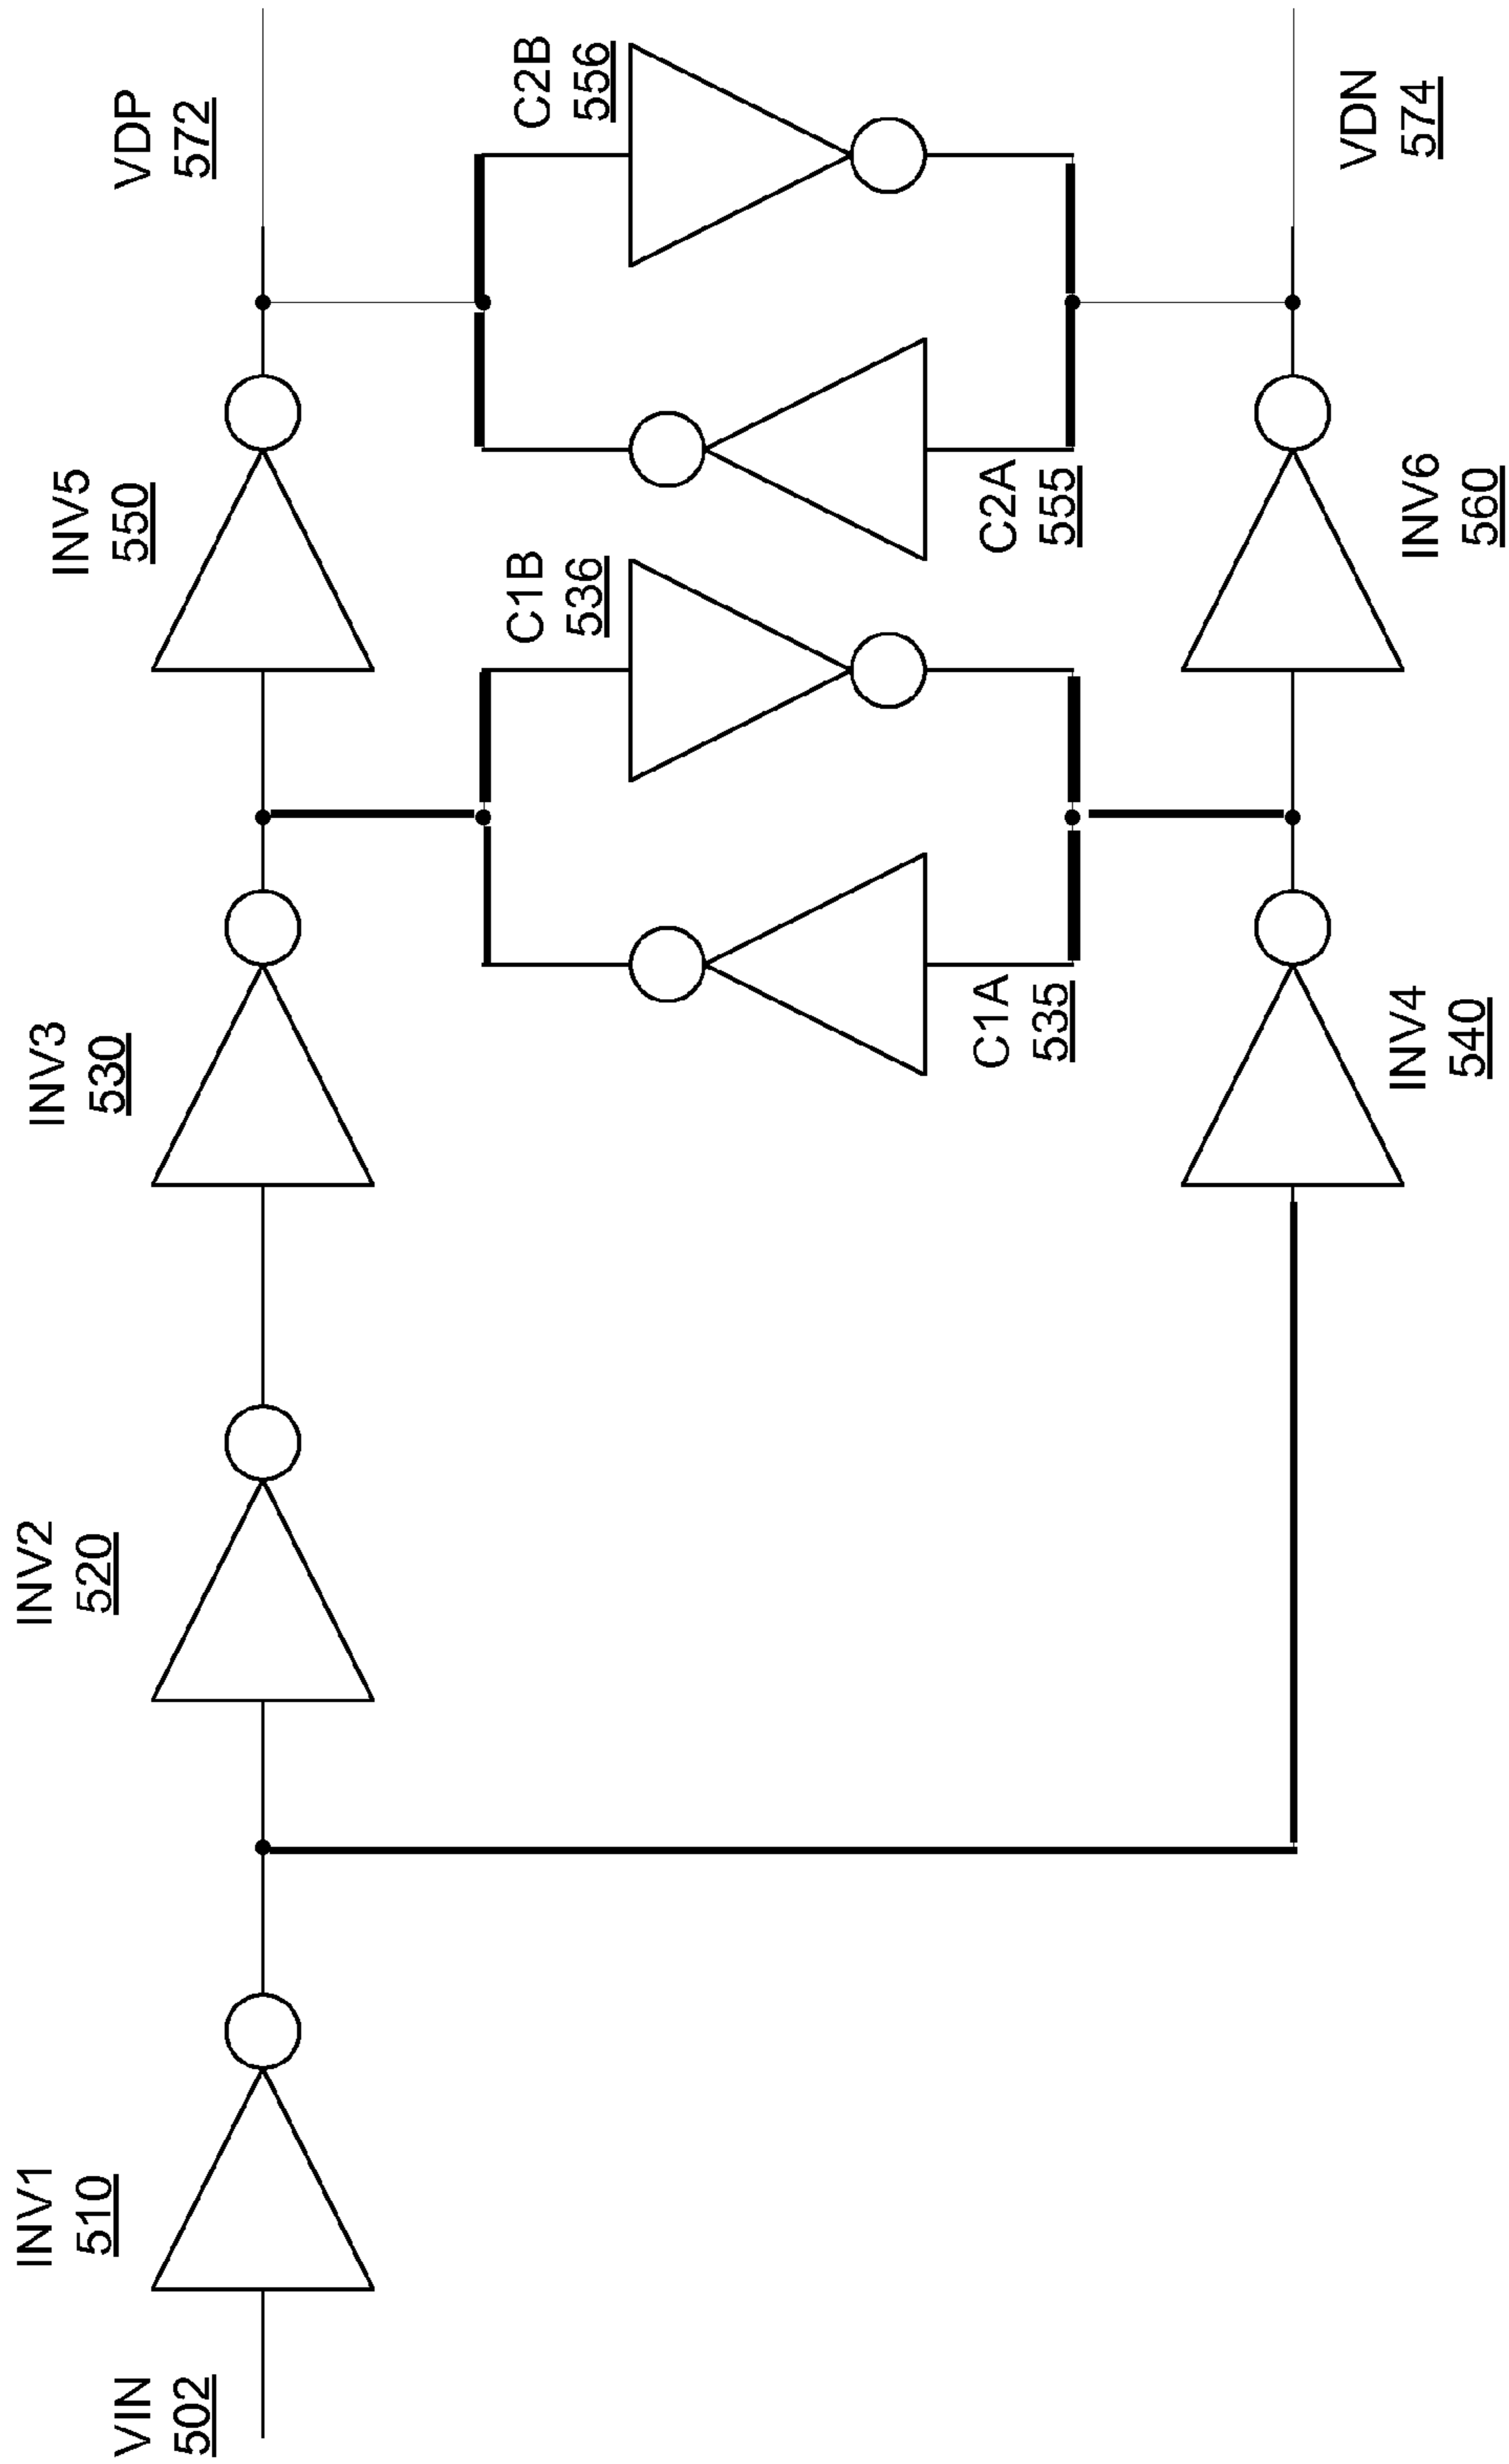 VIN
502
INV1
510
INV2
520
INV3
530
INV5
550
VDP
572
C1B
536
C2B
556
C1A
535
C2A
555
INV4
540
INV6
560
VDN
574